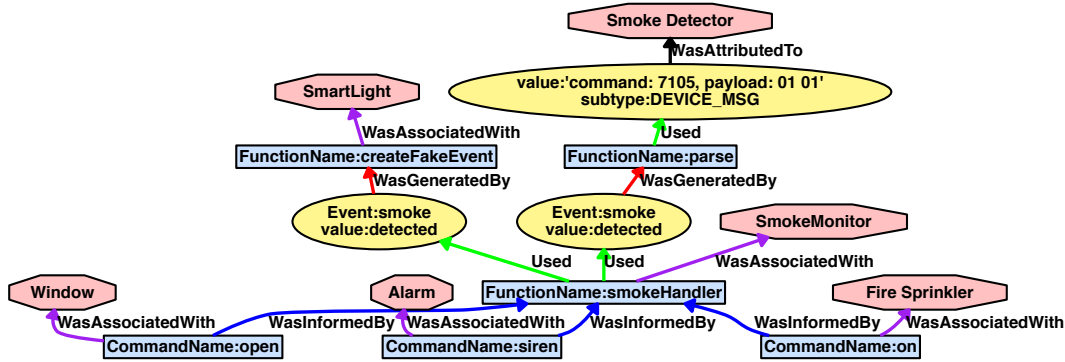 Smoke Detector
WasAttributedTo
value:'command: 7105, payload: 01 01'
subtype:DEVICE_MSG
SmartLight
WasAssociatedWith
Used
FunctionName:createFakeEvent
FunctionName:parse
WasGeneratedBy
WasGeneratedBy
Event:smoke
value:detected
Event:smoke
value:detected
SmokeMonitor
Used
Used
WasAssociatedWith
Window
Alarm
FunctionName:smokeHandler
Fire Sprinkler
WasAssociatedWith
WasInformedBy
WasAssociatedWith
WasInformedBy
WasInformedBy
WasAssociatedWith
CommandName:open
CommandName:siren
CommandName:on